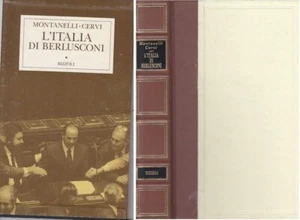 MONTANELLI-CERVI
L'ITALIA
DI BERLUSCONI
RIZZOLI
Montanelli
Cervi
L'ITALIA
DI
BERLUSCONI
RIZZOLI